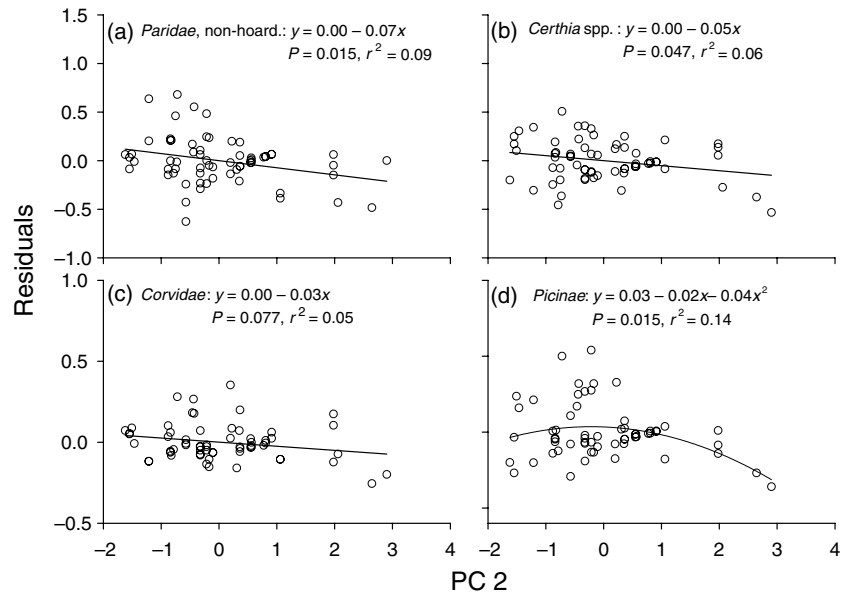 (a) Paridae, non-hoard.: y = 0.00 – 0.07x
P = 0.015, r² = 0.09
(b) Certhia spp. : y = 0.00 – 0.05x
P = 0.047, r² = 0.06
1.5
1.0
0.5
0.0
–0.5
–1.0
Residuals
(c) Corvidae: y = 0.00 – 0.03x
P = 0.077, r² = 0.05
(d) Picinae: y = 0.03 – 0.02x– 0.04x²
P = 0.015, r² = 0.14
1.0
0.5
0.0
–0.5
–2 –1 0 1 2 3 4
–2 –1 0 1 2 3 4
PC 2